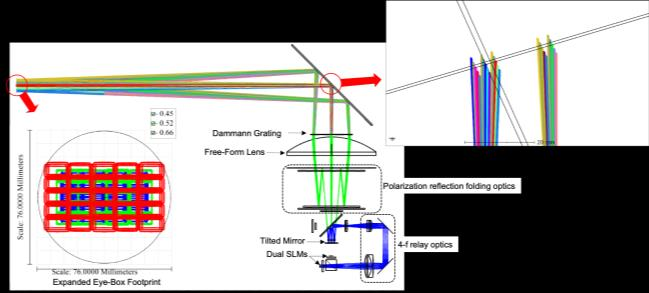 20 mm
0.45
0.52
0.66
Dammann Grating
Free-Form Lens
Polarization reflection folding optics
Tilted Mirror
Dual SLMs
4-f relay optics
Scale: 76.0000 Millimeters
Scale: 76.0000 Millimeters
Expanded Eye-Box Footprint